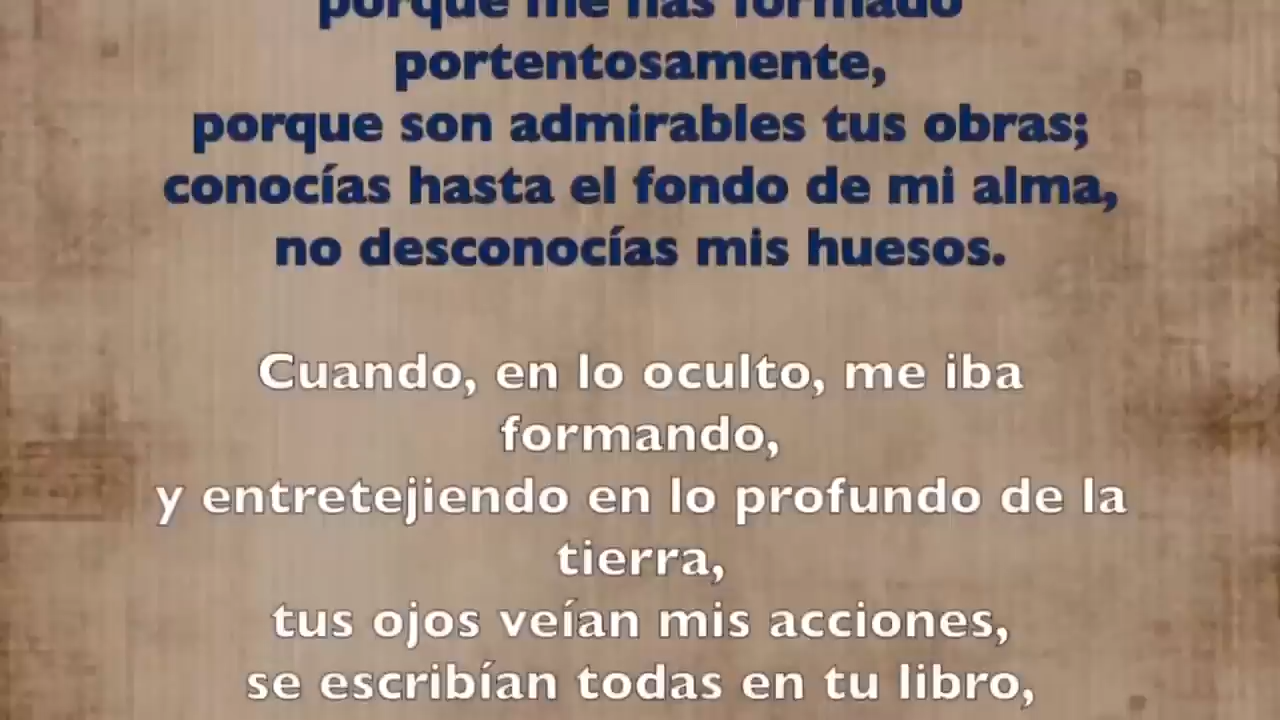 porque me has formado
portentosamente,
porque son admirables tus obras;
conocías hasta el fondo de mi alma,
no desconocías mis huesos.
Cuando, en lo oculto, me iba
formando,
y entretejiendo en lo profundo de la
tierra,
tus ojos veían mis acciones,
se escribían todas en tu libro,